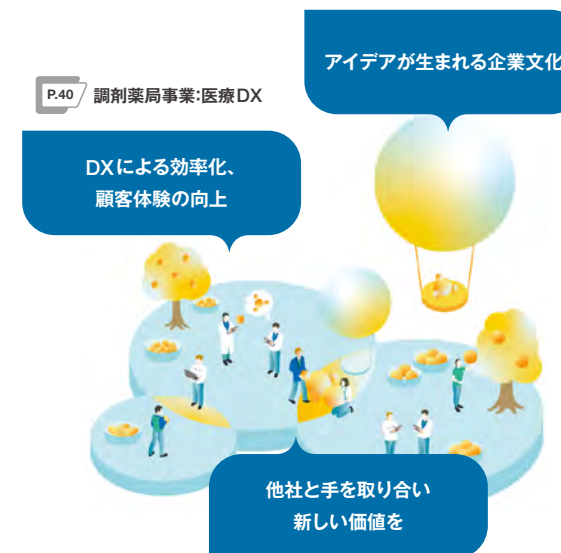 アイデアが生まれる企業文化
P.40 調剤薬局事業:医療DX
DXによる効率化、
顧客体験の向上
他社と手を取り合い
新しい価値を